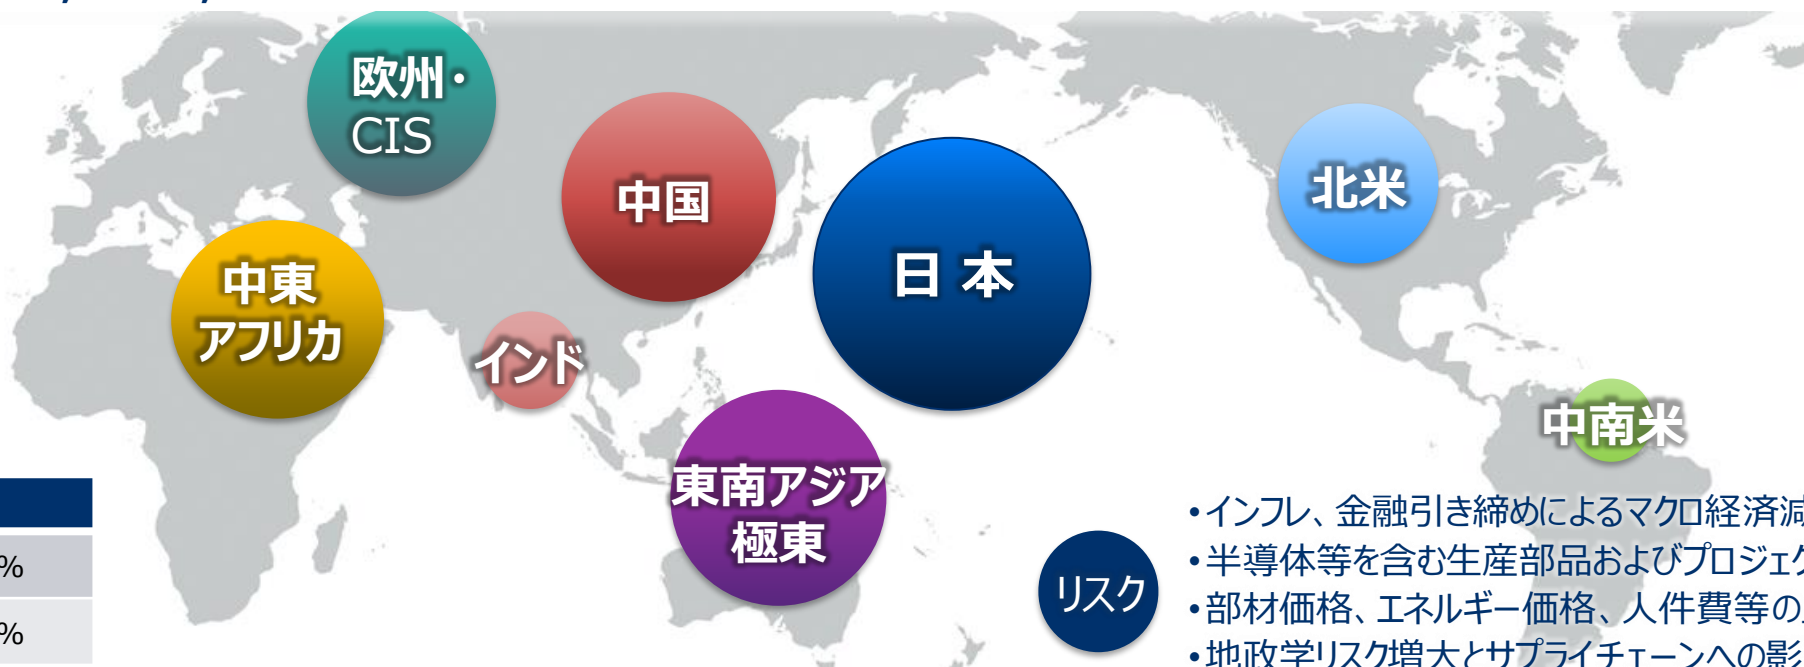 欧州・
CIS
中国
日 本
北米
中東
アフリカ
インド
中南米
東南アジア
極東
%
%
リスク
•インフレ、金融引き締めによるマクロ経済減
•半導体等を含む生産部品およびプロジェク
•部材価格、エネルギー価格、人件費等の
•地政学リスク増大とサプライチェーンへの影